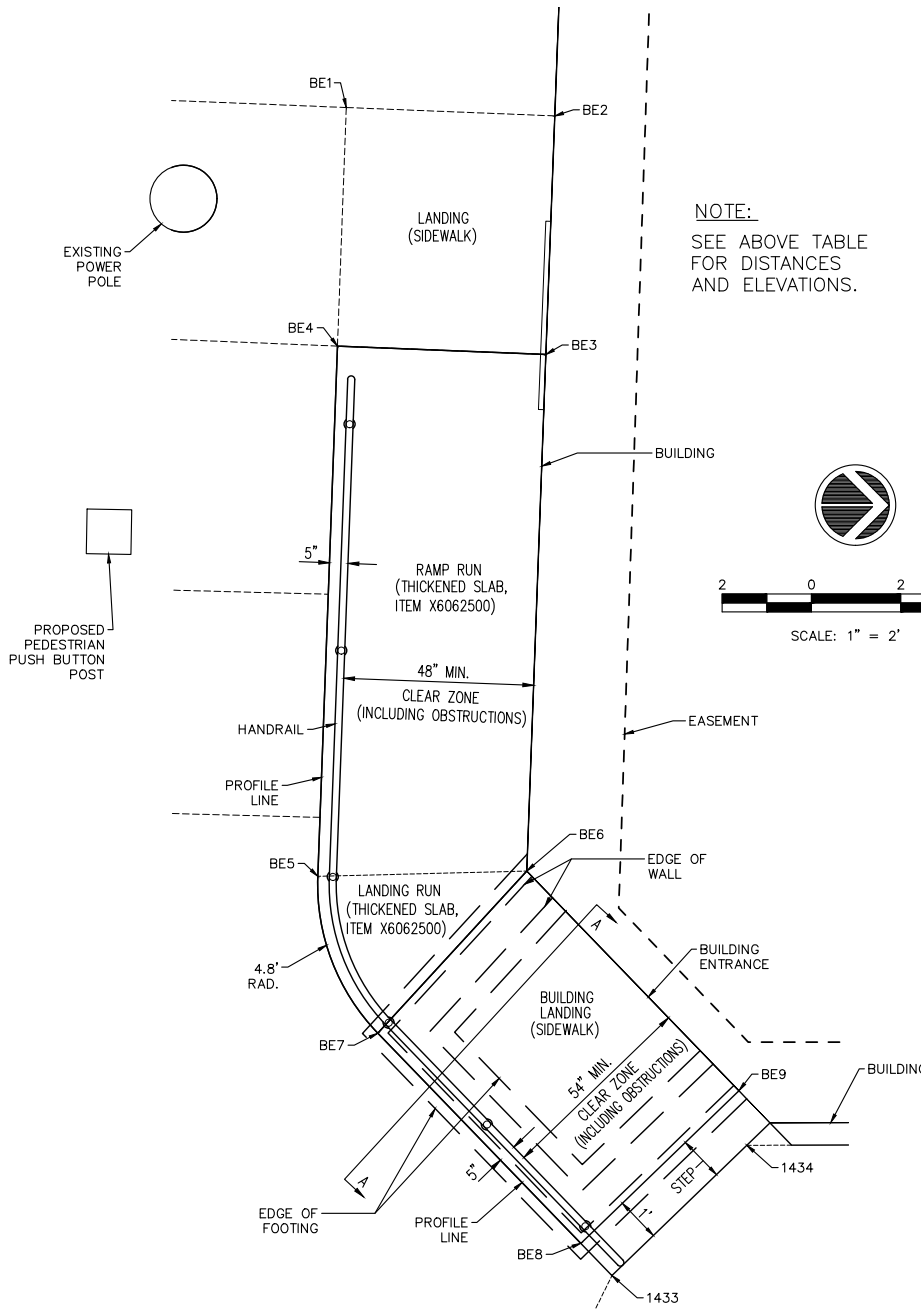 BE1
BE2
LANDING
(SIDEWALK)
NOTE:
SEE ABOVE TABLE
FOR DISTANCES
AND ELEVATIONS.
EXISTING
POWER
POLE
BE4
BE3
BUILDING
5"
RAMP RUN
(THICKENED SLAB,
ITEM X6062500)
2 0 2
SCALE: 1" = 2'
PROPOSED
PEDESTRIAN
PUSH BUTTON
POST
48" MIN.
CLEAR ZONE
(INCLUDING OBSTRUCTIONS)
HANDRAIL
EASEMENT
PROFILE
LINE
BE6
EDGE OF
WALL
BE5
LANDING RUN
(THICKENED SLAB,
ITEM X6062500)
A
BUILDING
ENTRANCE
4.8'
RAD.
BUILDING
LANDING
(SIDEWALK)
BE7
54" MIN.
CLEAR ZONE
(INCLUDING OBSTRUCTIONS)
BE9
BUILDING
1434
STEP
A
5"
1'
EDGE OF
FOOTING
PROFILE
LINE
BE8
1433